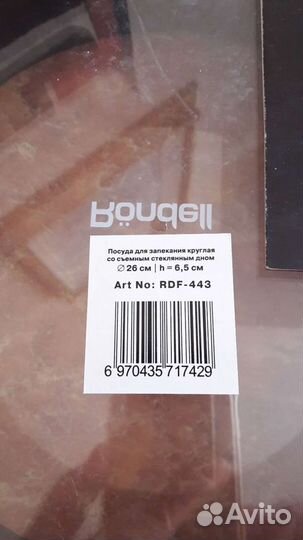 Röndell
Посуда для запекания круглая
со съемным стеклянным дном
∅ 26 см | h = 6,5 см
Art No: RDF-443
6 970435 717429
Avito